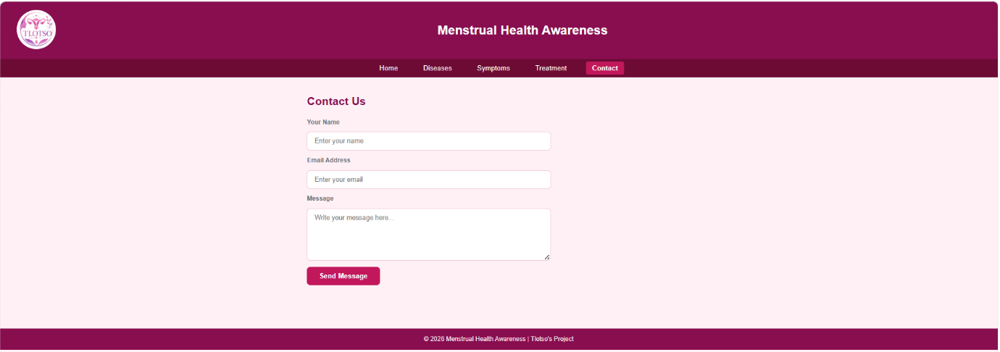 TLOTSO
Menstrual Health Awareness
Home Diseases Symptoms Treatment Contact
Contact Us
Your Name
Enter your name
Email Address
Enter your email
Message
Write your message here...
Send Message
© 2026 Menstrual Health Awareness | Tlotso's Project